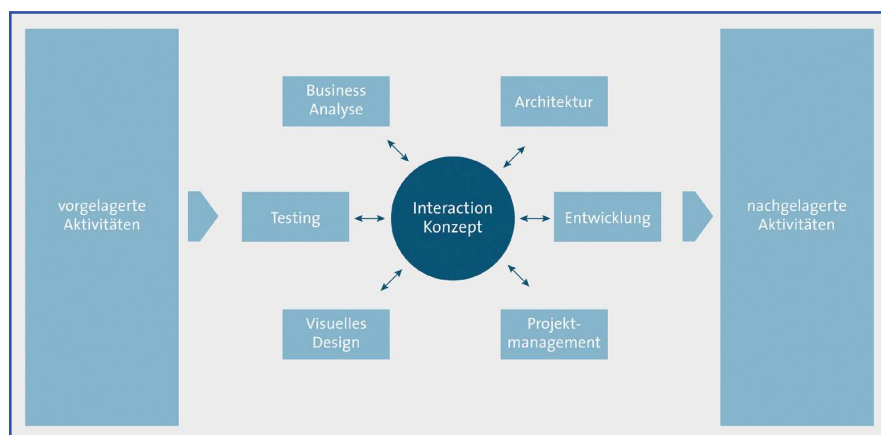 vorgelagerte
Aktivitäten
Business
Analyse
Testing
Visuelles
Design
Interaction
Konzept
Architektur
Entwicklung
Projekt-
management
nachgelagerte
Aktivitäten